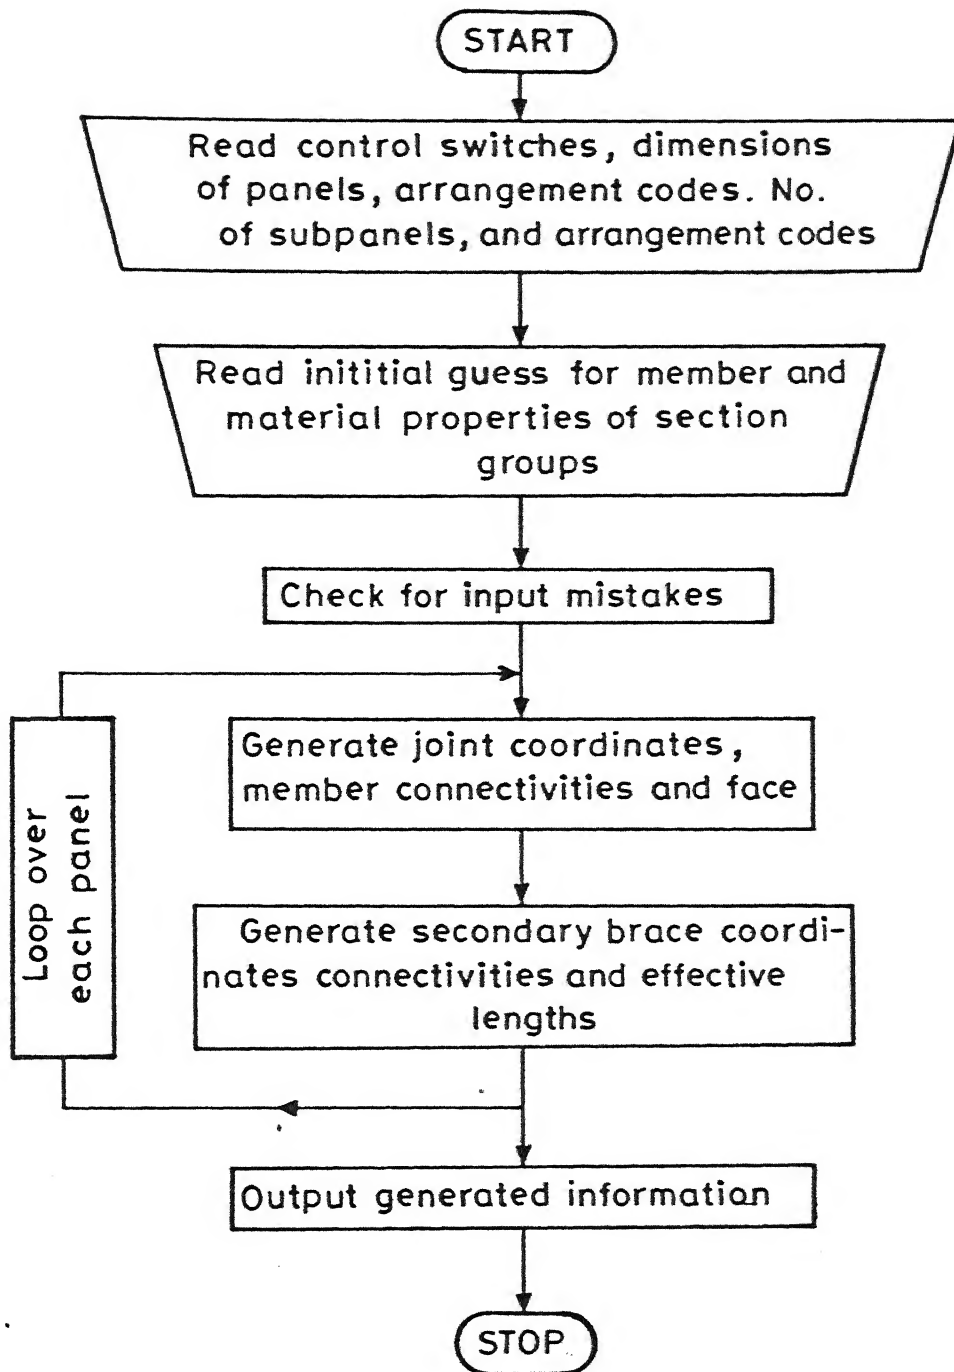 START
Read control switches, dimensions
of panels, arrangement codes. No.
of subpanels, and arrangement codes
Read inititial guess for member and
material properties of section
groups
Check for input mistakes
Generate joint coordinates,
member connectivities and face
Loop over
each panel
Generate secondary brace coordi-
nates connectivities and effective
lengths
Output generated information
STOP